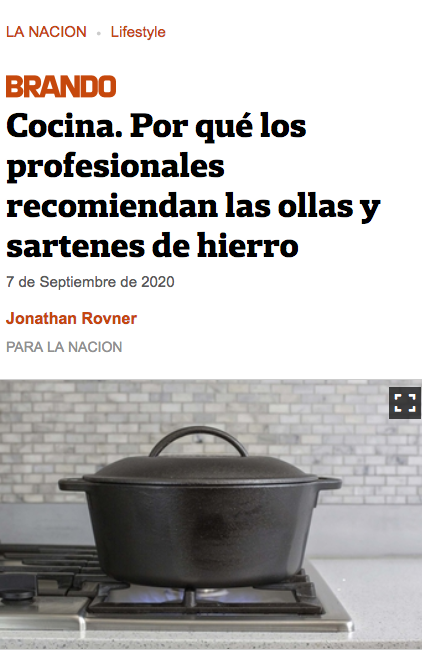 LA NACION • Lifestyle
BRANDO
Cocina. Por qué los
profesionales
recomiendan las ollas y
sartenes de hierro
7 de Septiembre de 2020
Jonathan Rovner
PARA LA NACION